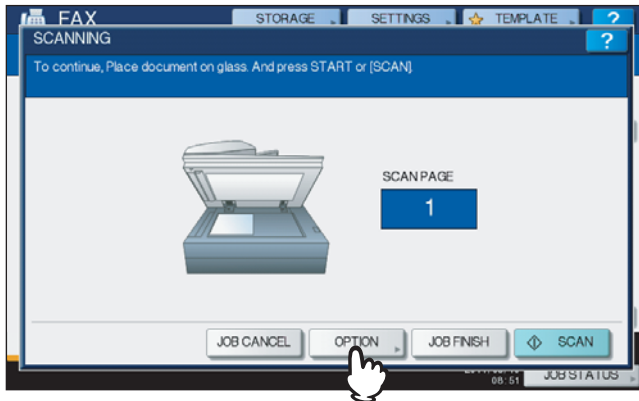 FAX STORAGE SETTINGS TEMPLATE ?
SCANNING ?
To continue, Place document on glass. And press START or [SCAN].
SCAN PAGE
1
JOB CANCEL OPTION JOB FINISH SCAN
08:51 JOB STATUS